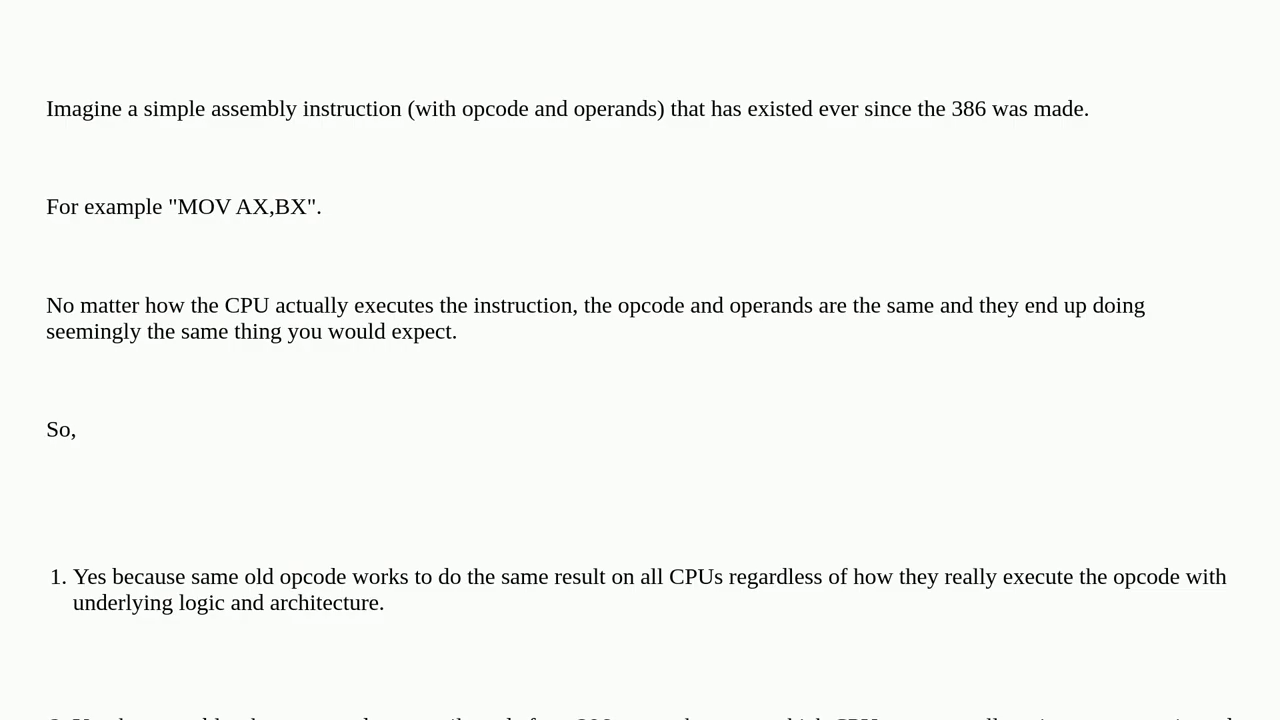 Imagine a simple assembly instruction (with opcode and operands) that has existed ever since the 386 was made.
For example "MOV AX,BX".
No matter how the CPU actually executes the instruction, the opcode and operands are the same and they end up doing
seemingly the same thing you would expect.
So,
1. Yes because same old opcode works to do the same result on all CPUs regardless of how they really execute the opcode with
underlying logic and architecture.